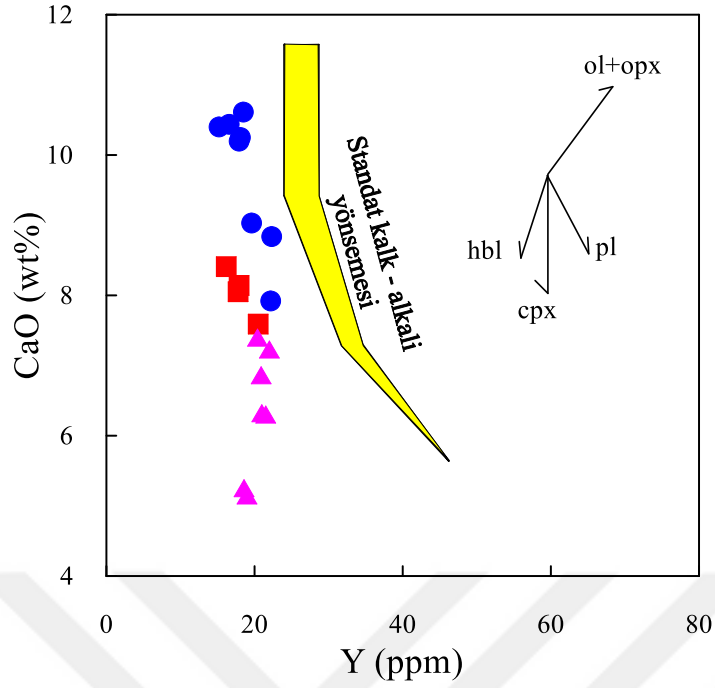 12
10
8
6
4
CaO (wt%)
ol+opx
hbl
pl
cpx
Standat kalk - alkali
yönsemesi
0
20
40
60
80
Y (ppm)